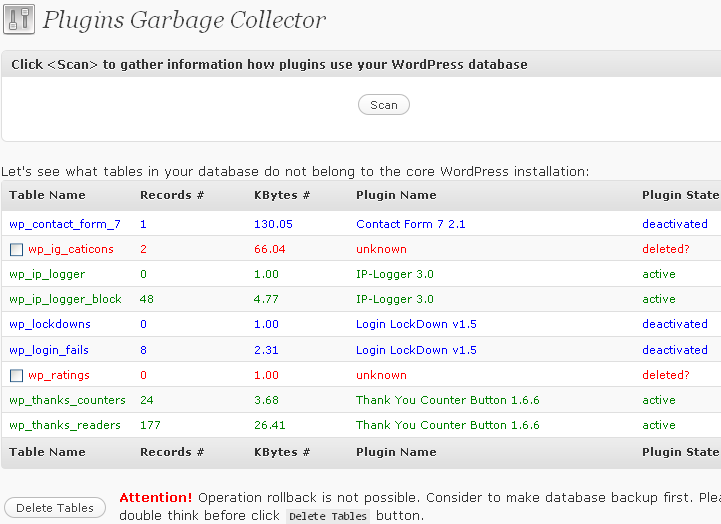 Plugins Garbage Collector
Click <Scan> to gather information how plugins use your WordPress database
Scan
Let's see what tables in your database do not belong to the core WordPress installation:
Table Name Records # KBytes # Plugin Name Plugin State
wp_contact_form_7 1 130.05 Contact Form 7 2.1 deactivated
wp_ig_caticons 2 66.04 unknown deleted?
wp_ip_logger 0 1.00 IP-Logger 3.0 active
wp_ip_logger_block 48 4.77 IP-Logger 3.0 active
wp_lockdowns 0 1.00 Login LockDown v1.5 deactivated
wp_login_fails 8 2.31 Login LockDown v1.5 deactivated
wp_ratings 0 1.00 unknown deleted?
wp_thanks_counters 24 3.68 Thank You Counter Button 1.6.6 active
wp_thanks_readers 177 26.41 Thank You Counter Button 1.6.6 active
Table Name Records # KBytes # Plugin Name Plugin State
Delete Tables
Attention! Operation rollback is not possible. Consider to make database backup first. Plea
double think before click Delete Tables button.